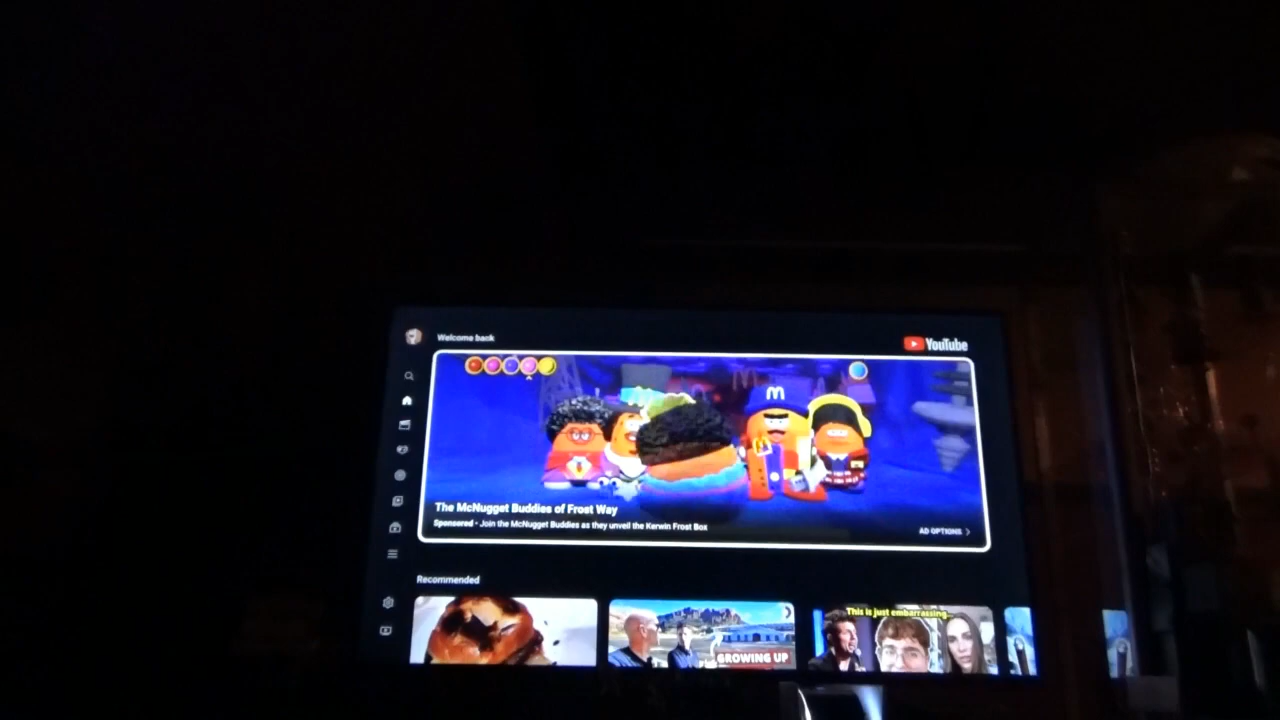 Welcome back
YouTube
The McNugget Buddies of Frost Way
Sponsored • Join the McNugget Buddies as they unveil the Kerwin Frost Box
AD OPTIONS
Recommended
GROWING UP
This is just embarrassing...